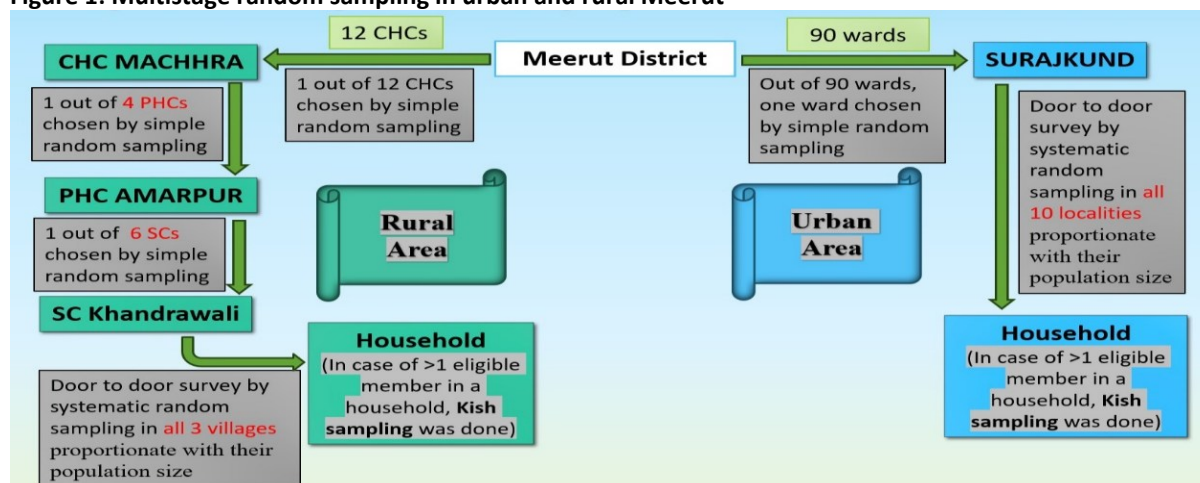 Figure 1: Multistage random sampling in urban and rural Meerut
12 CHCs
90 wards
CHC MACHHRA
Meerut District
SURAJKUND
1 out of 12 CHCs
chosen by simple
random sampling
Out of 90 wards,
one ward chosen
by simple random
sampling
1 out of 4 PHCs
chosen by simple
random sampling
Door to door
survey by
systematic
random
sampling in all
10 localities
proportionate
with their
population size
PHC AMARPUR
Rural
Area
Urban
Area
1 out of 6 SCs
chosen by simple
random sampling
SC Khandrawali
Household
(In case of >1 eligible
member in a
household, Kish
sampling was done)
Household
(In case of >1 eligible
member in a
household, Kish
sampling was done)
Door to door survey by
systematic random
sampling in all 3 villages
proportionate with their
population size